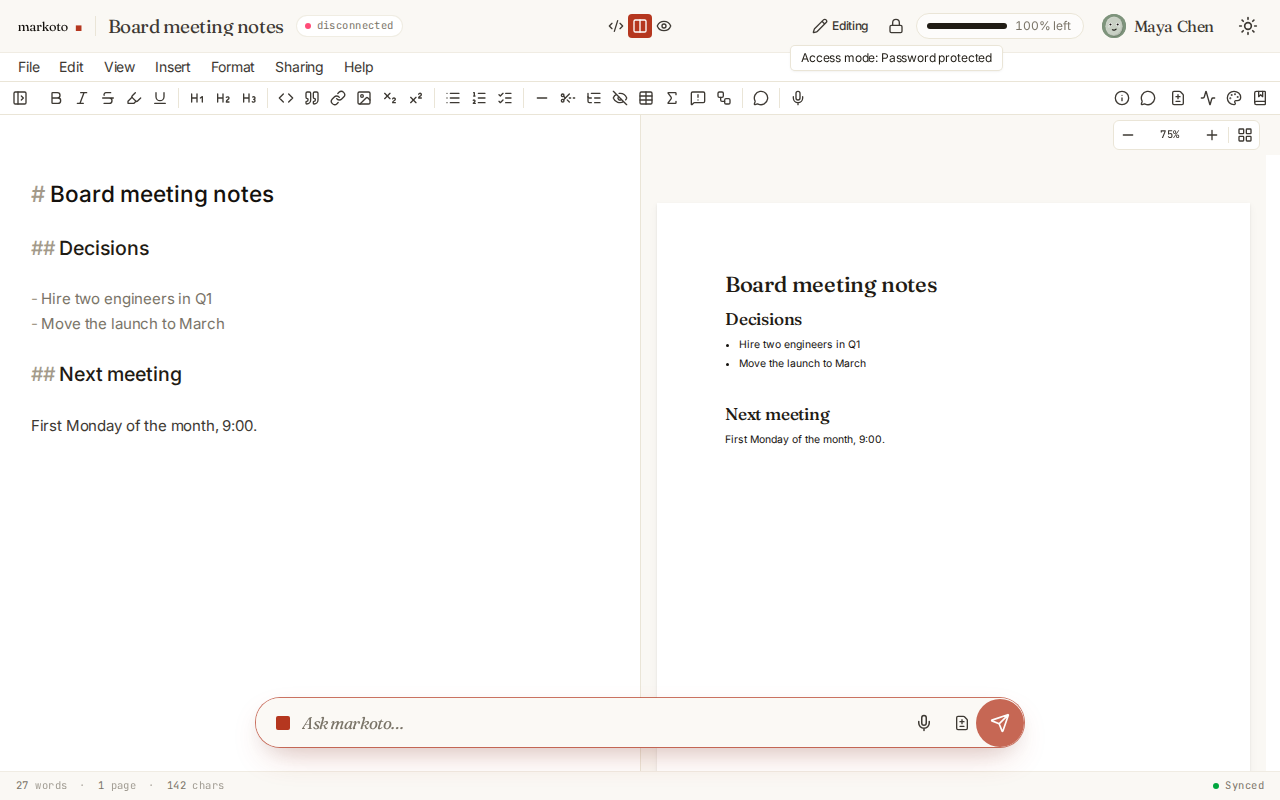 markoto
Board meeting notes
disconnected
Editing
100% left
Maya Chen
File Edit View Insert Format Sharing Help
Access mode: Password protected
H1 H2 H3
75%
# Board meeting notes
## Decisions
- Hire two engineers in Q1
- Move the launch to March
## Next meeting
First Monday of the month, 9:00.
Board meeting notes
Decisions
• Hire two engineers in Q1
• Move the launch to March
Next meeting
First Monday of the month, 9:00.
Ask markoto...
27 words · 1 page · 142 chars
Synced